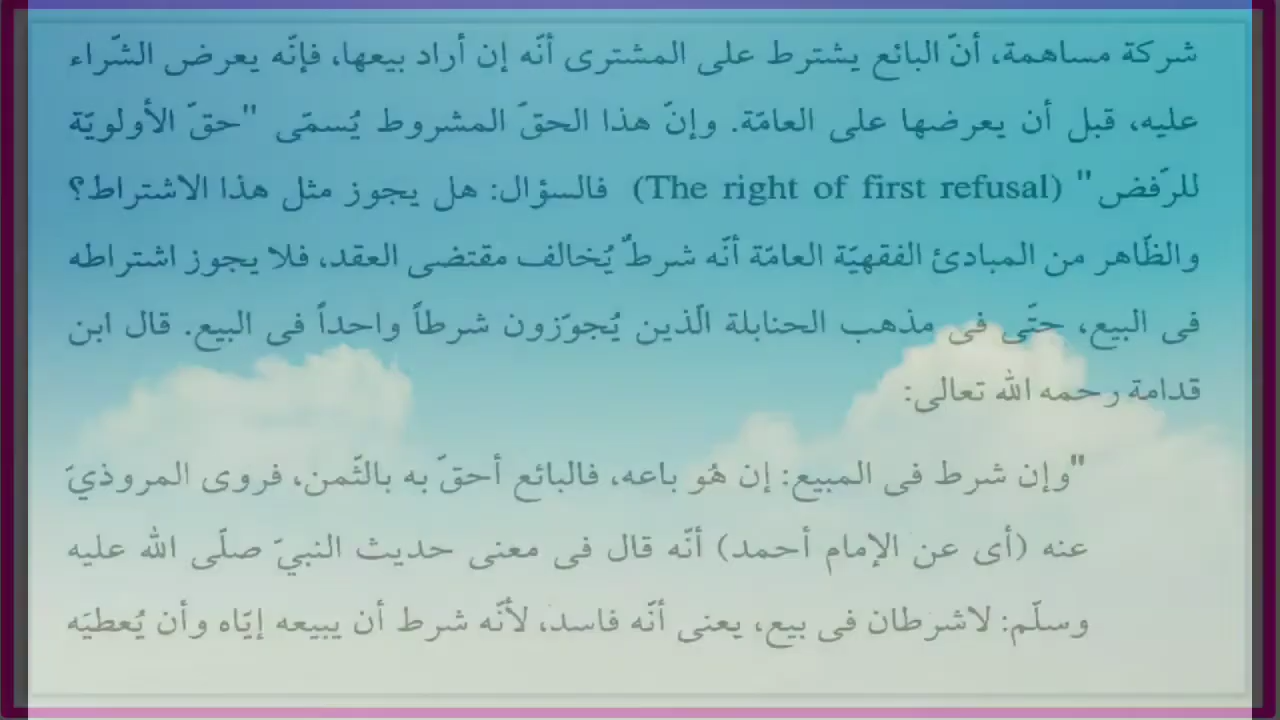 شركة مساهمة، أنّ البائع يشترط على المشترى أنّه إن أراد بيعها، فإنّه يعرض الشّراء
عليه، قبل أن يعرضها على العامّة. وإنّ هذا الحقّ المشروط يُسمّى "حقّ الأولويّة
للرّفض" (The right of first refusal) فالسؤال: هل يجوز مثل هذا الاشتراط؟
والظّاهر من المبادئ الفقهيّة العامّة أنّه شرطٌ يُخالف مقتضى العقد، فلا يجوز اشتراطه
فى البيع، حتّى فى مذهب الحنابلة الّذين يُجوّزون شرطاً واحداً فى البيع. قال ابن
قدامة رحمه الله تعالى:
"وإن شرط فى المبيع: إن هُو باعه، فالبائع أحقّ به بالثّمن، فروى المروذيّ
عنه (أى عن الإمام أحمد) أنّه قال فى معنى حديث النبيّ صلّى الله عليه
وسلّم: لاشرطان فى بيع، يعنى أنّه فاسد، لأنّه شرط أن يبيعه إيّاه وأن يُعطيَه